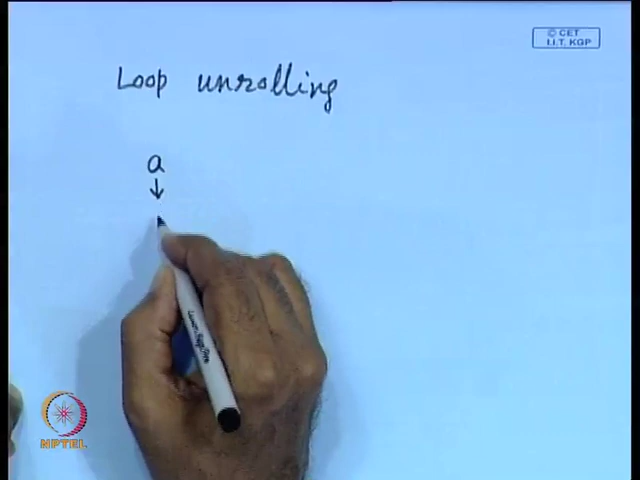 © CET
I.I.T. KGP
Loop unrolling
a
↓
NPTEL